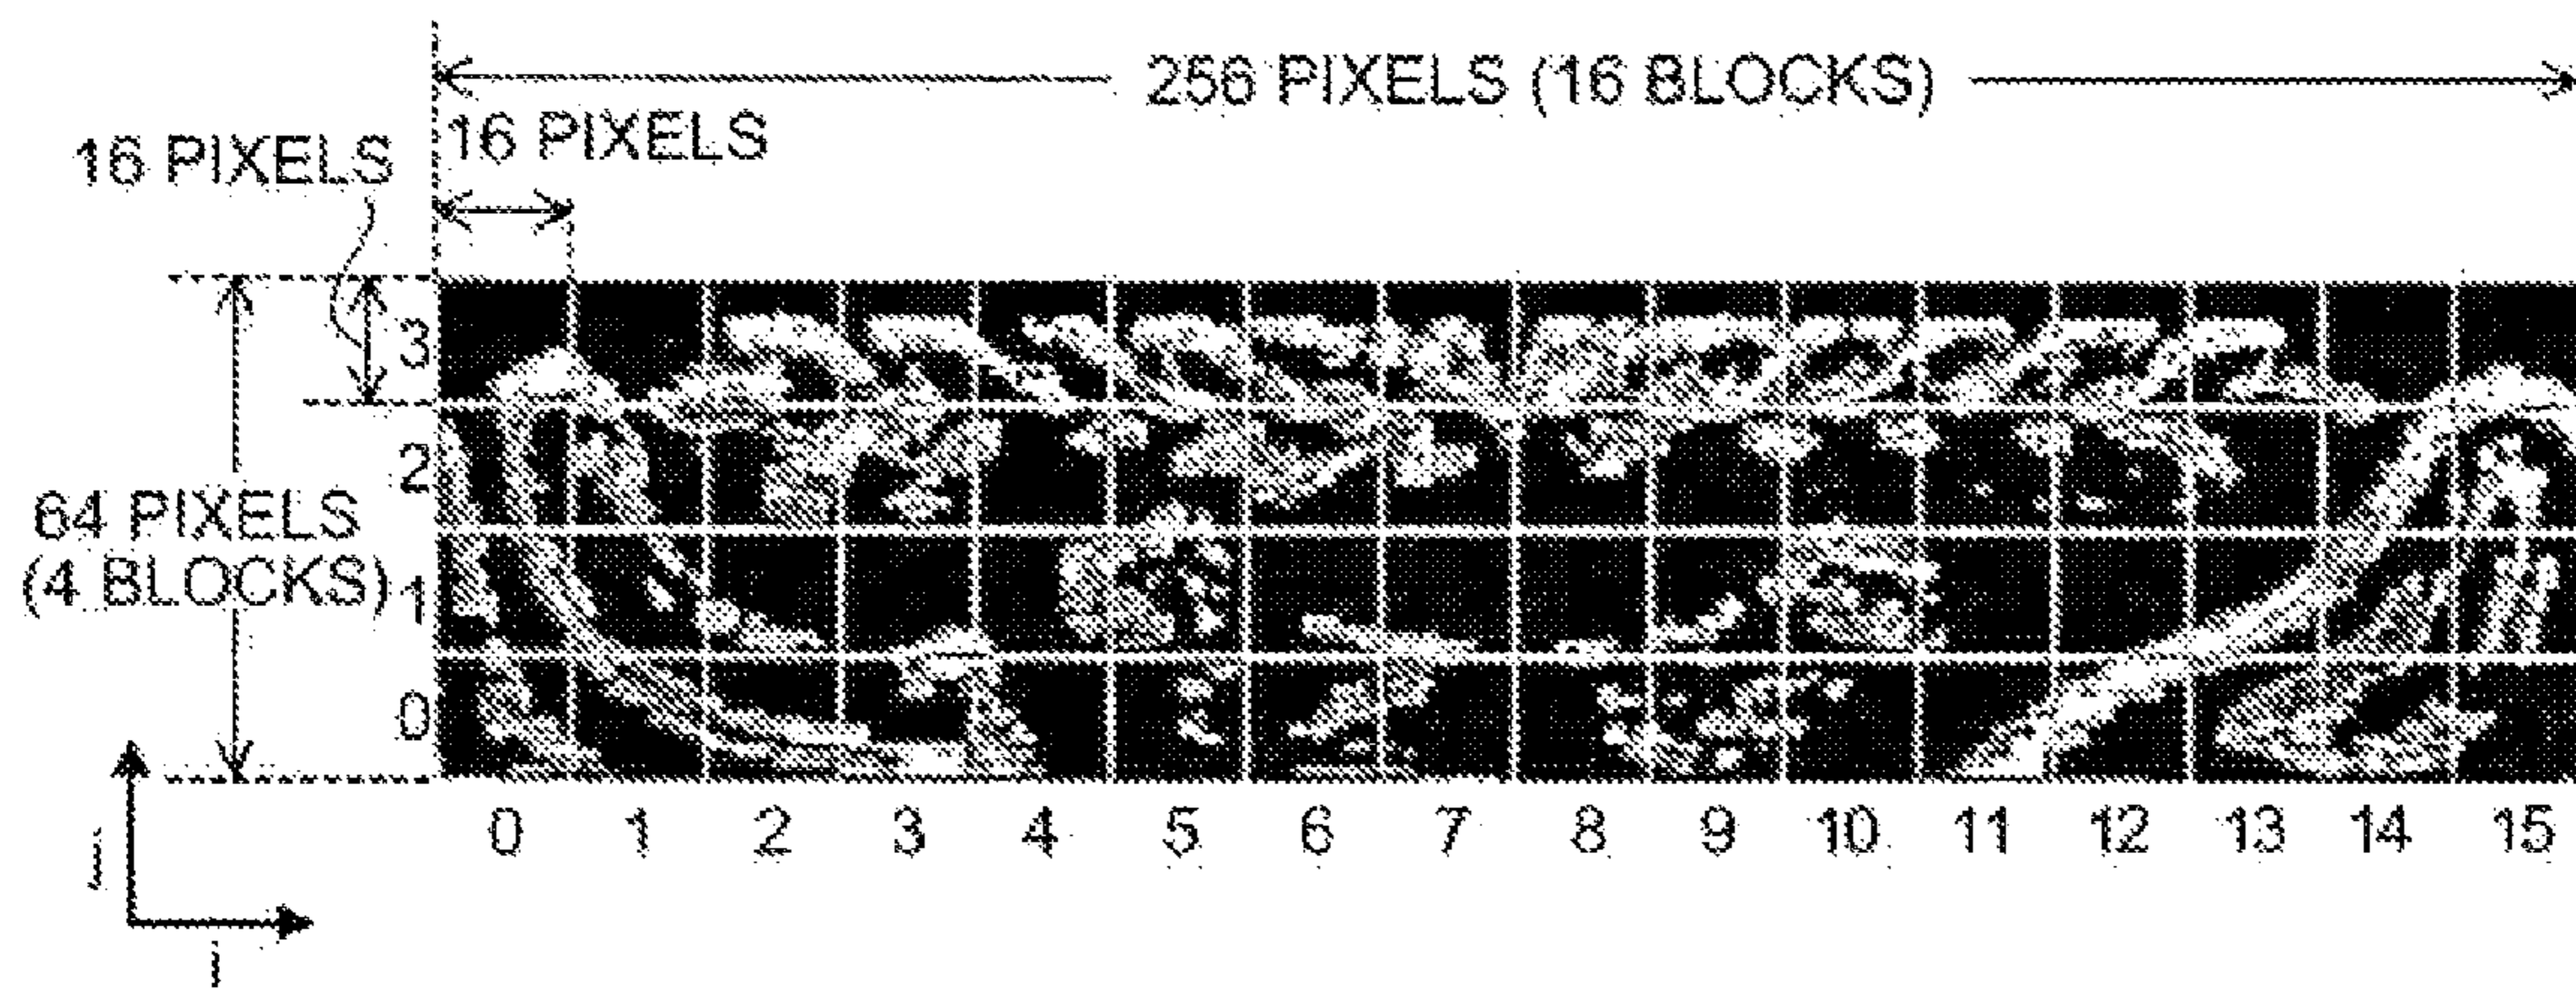 256 PIXELS (16 BLOCKS)
16 PIXELS
16 PIXELS
3
2
64 PIXELS
(4 BLOCKS)
1
0
0 1 2 3 4 5 6 7 8 9 10 11 12 13 14 15
j
i